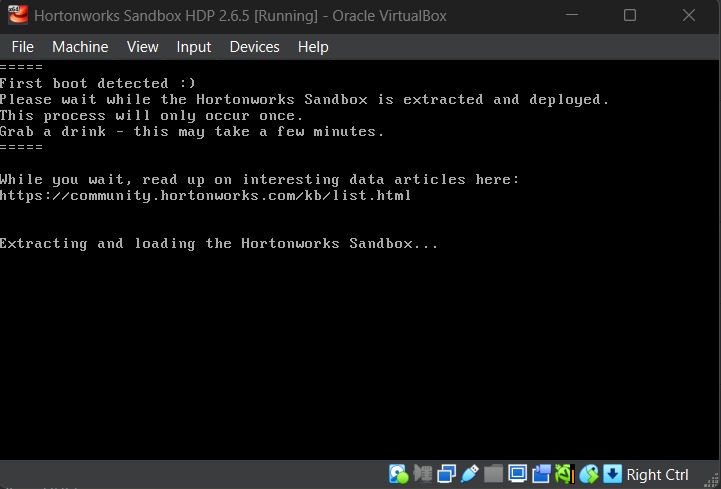 Hortonworks Sandbox HDP 2.6.5 [Running] - Oracle VirtualBox
File Machine View Input Devices Help
=====
First boot detected :)
Please wait while the Hortonworks Sandbox is extracted and deployed.
This process will only occur once.
Grab a drink - this may take a few minutes.
=====
While you wait, read up on interesting data articles here:
https://community.hortonworks.com/kb/list.html
Extracting and loading the Hortonworks Sandbox...
Right Ctrl